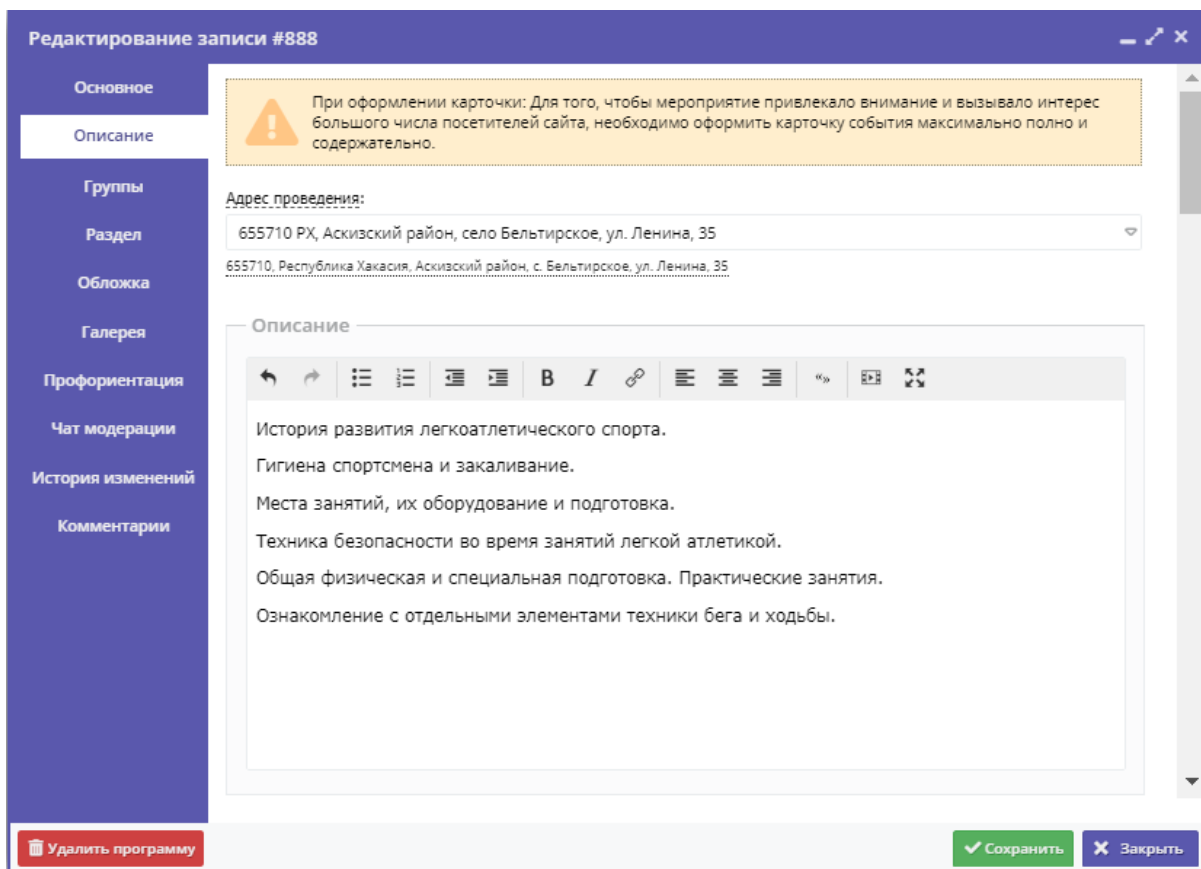 Редактирование записи #888
Основное
Описание
Группы
Раздел
Обложка
Галерея
Профориентация
Чат модерации
История изменений
Комментарии
При оформлении карточки: Для того, чтобы мероприятие привлекало внимание и вызывало интерес
большого числа посетителей сайта, необходимо оформить карточку события максимально полно и
содержательно.
Адрес проведения:
655710 РХ, Аскизский район, село Бельтирское, ул. Ленина, 35
655710, Республика Хакасия, Аскизский район, с. Бельтирское, ул. Ленина, 35
Описание
B I «»
История развития легкоатлетического спорта.
Гигиена спортсмена и закаливание.
Места занятий, их оборудование и подготовка.
Техника безопасности во время занятий легкой атлетикой.
Общая физическая и специальная подготовка. Практические занятия.
Ознакомление с отдельными элементами техники бега и ходьбы.
Удалить программу
Сохранить
Закрыть